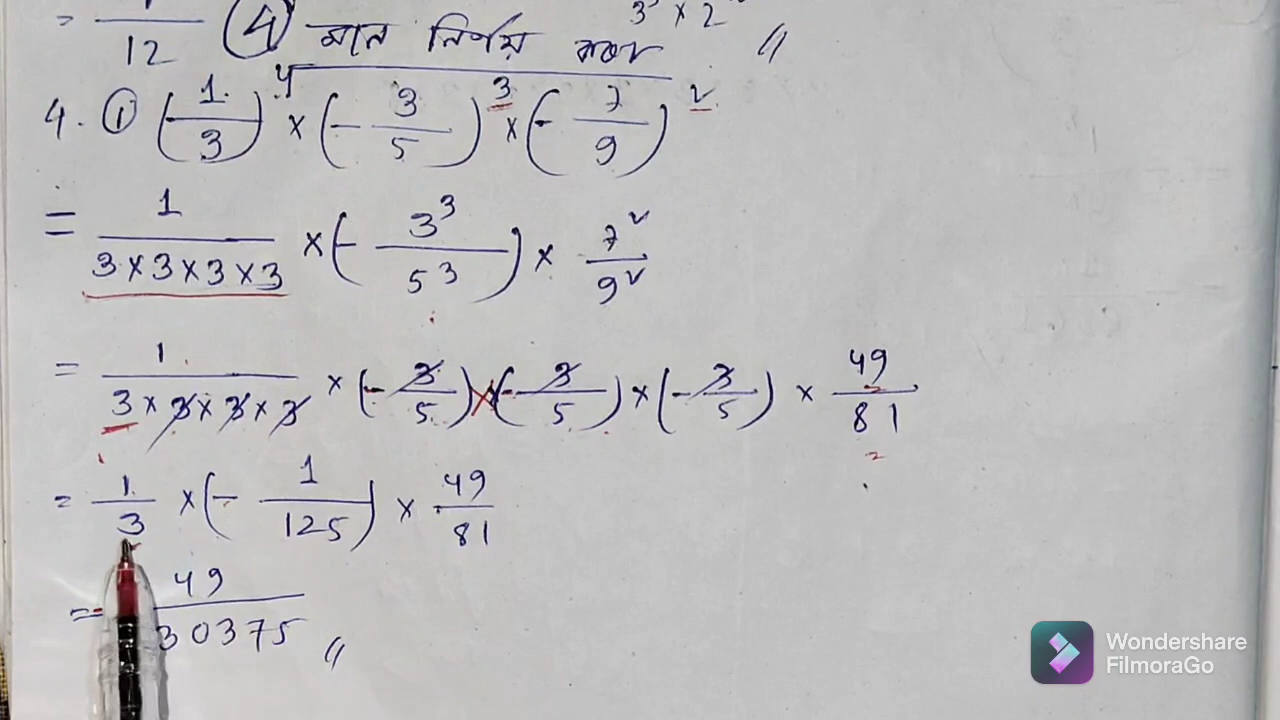 = 1/12 3³ × 2
④ মান নির্ণয় করুন //
4. ① (-1/3)⁴ × (-3/5)³ × (-7/9)²
= 1/(3×3×3×3) × (-3³/5³) × 7²/9²
= 1/(3×3×3×3) × (-3/5) × (-3/5) × (-3/5) × 49/81
= 1/3 × (-1/125) × 49/81
= 49/30375 //
Wondershare
FilmoraGo